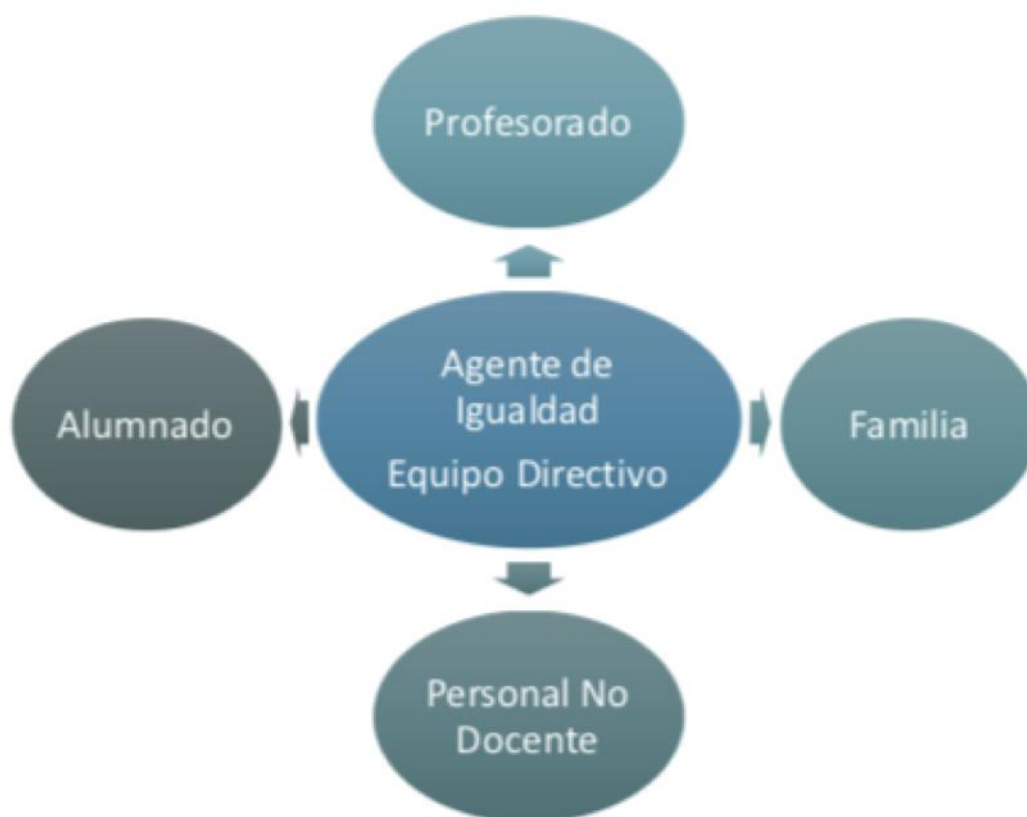 Profesorado
Alumnado
Agente de
Igualdad
Equipo Directivo
Familia
Personal No
Docente